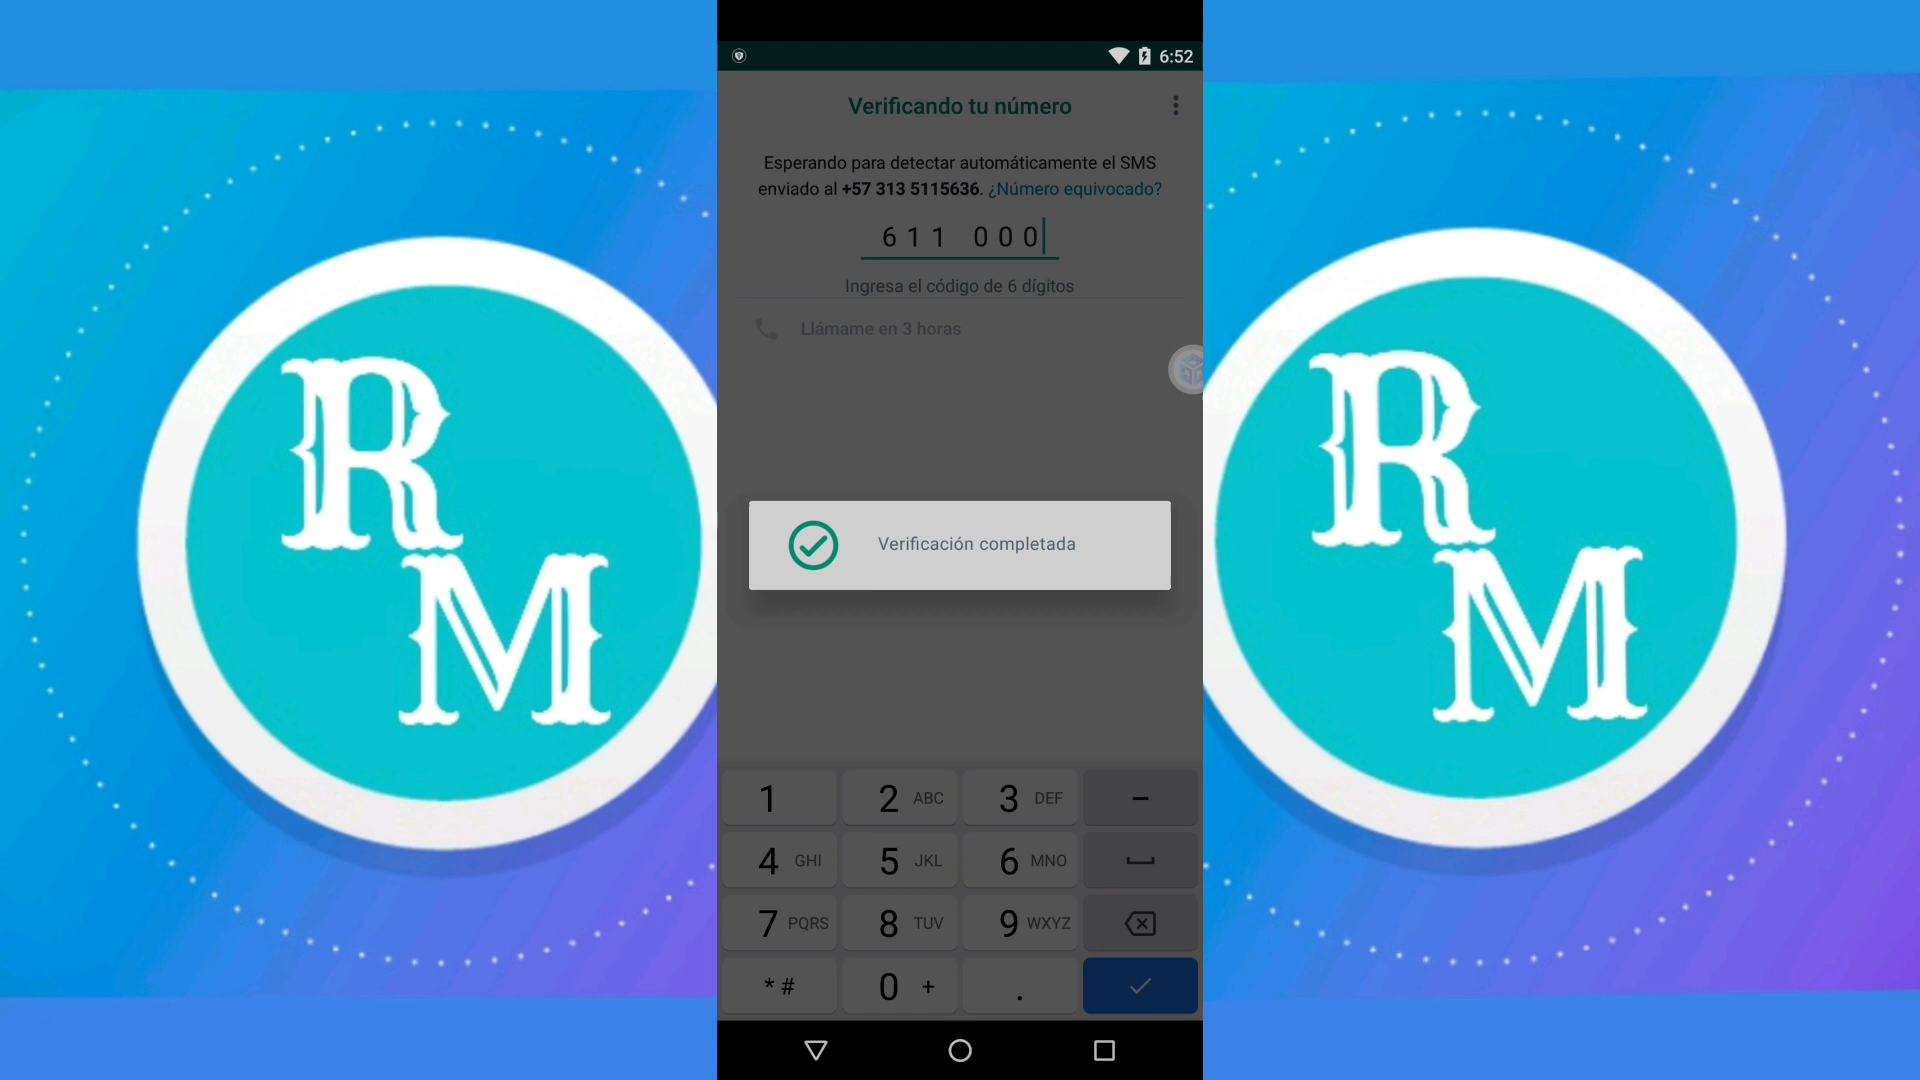 6:52
Verificando tu número
Esperando para detectar automáticamente el SMS
enviado al +57 313 5115636. ¿Número equivocado?
611 000
Ingresa el código de 6 dígitos
Llámame en 3 horas
R
M
R
M
Verificación completada
1
2 ABC
3 DEF
–
4 GHI
5 JKL
6 MNO
7 PQRS
8 TUV
9 WXYZ
* #
0 +
.